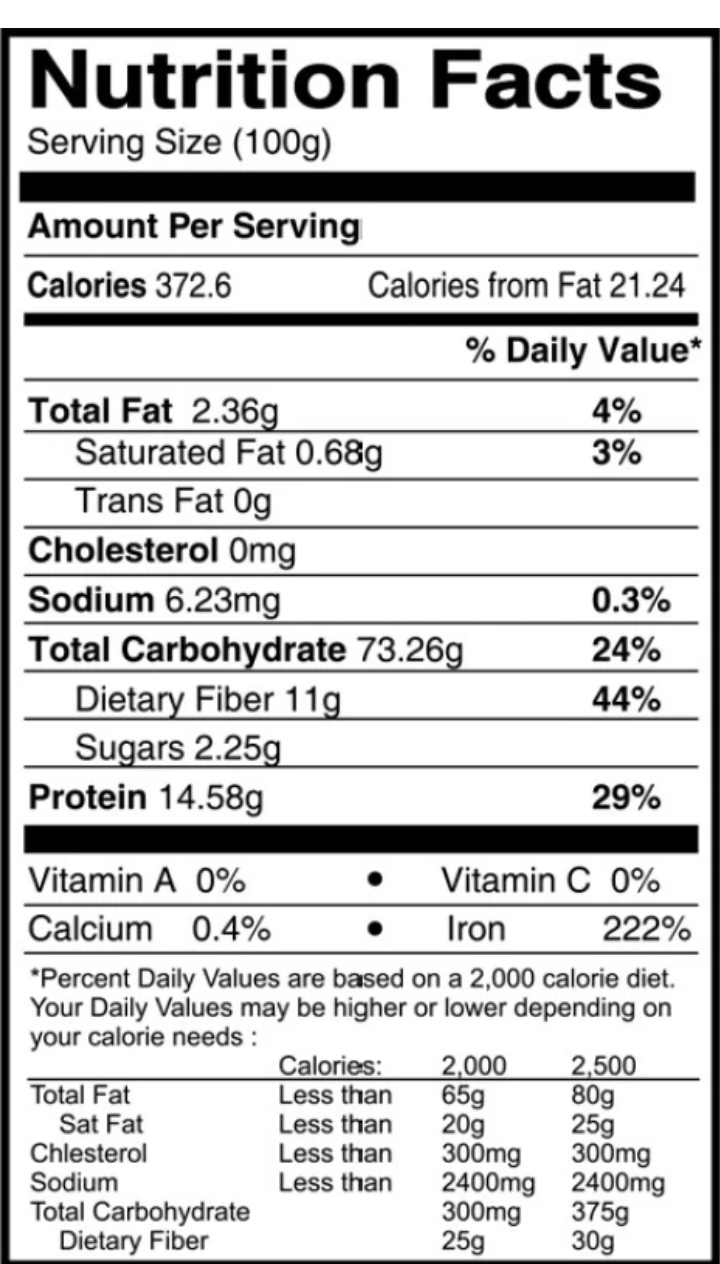 Nutrition Facts
Serving Size (100g)
Amount Per Serving
Calories 372.6 Calories from Fat 21.24
% Daily Value*
Total Fat 2.36g 4%
Saturated Fat 0.68g 3%
Trans Fat 0g
Cholesterol 0mg
Sodium 6.23mg 0.3%
Total Carbohydrate 73.26g 24%
Dietary Fiber 11g 44%
Sugars 2.25g
Protein 14.58g 29%
Vitamin A 0% • Vitamin C 0%
Calcium 0.4% • Iron 222%
*Percent Daily Values are based on a 2,000 calorie diet.
Your Daily Values may be higher or lower depending on
your calorie needs :
Calories: 2,000 2,500
Total Fat Less than 65g 80g
Sat Fat Less than 20g 25g
Chlesterol Less than 300mg 300mg
Sodium Less than 2400mg 2400mg
Total Carbohydrate 300mg 375g
Dietary Fiber 25g 30g